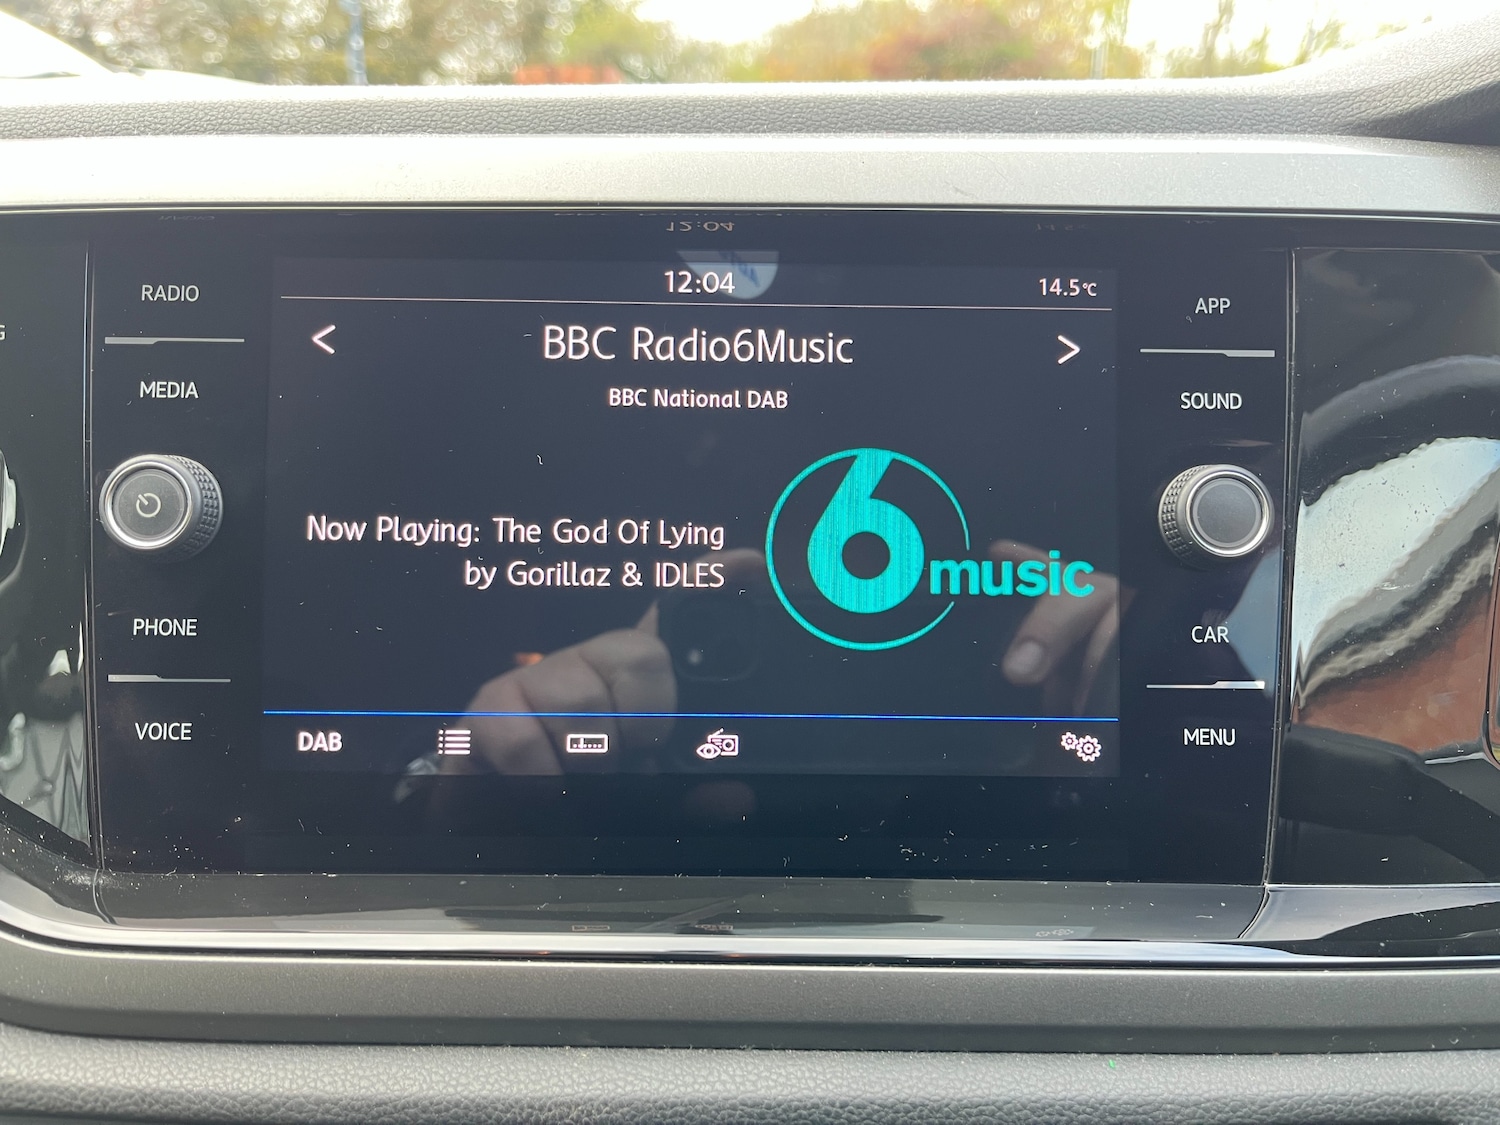 12:04
14.5°C
<
BBC Radio6Music
>
BBC National DAB
Now Playing: The God Of Lying
by Gorillaz & IDLES
6music
DAB
RADIO
MEDIA
PHONE
VOICE
APP
SOUND
CAR
MENU